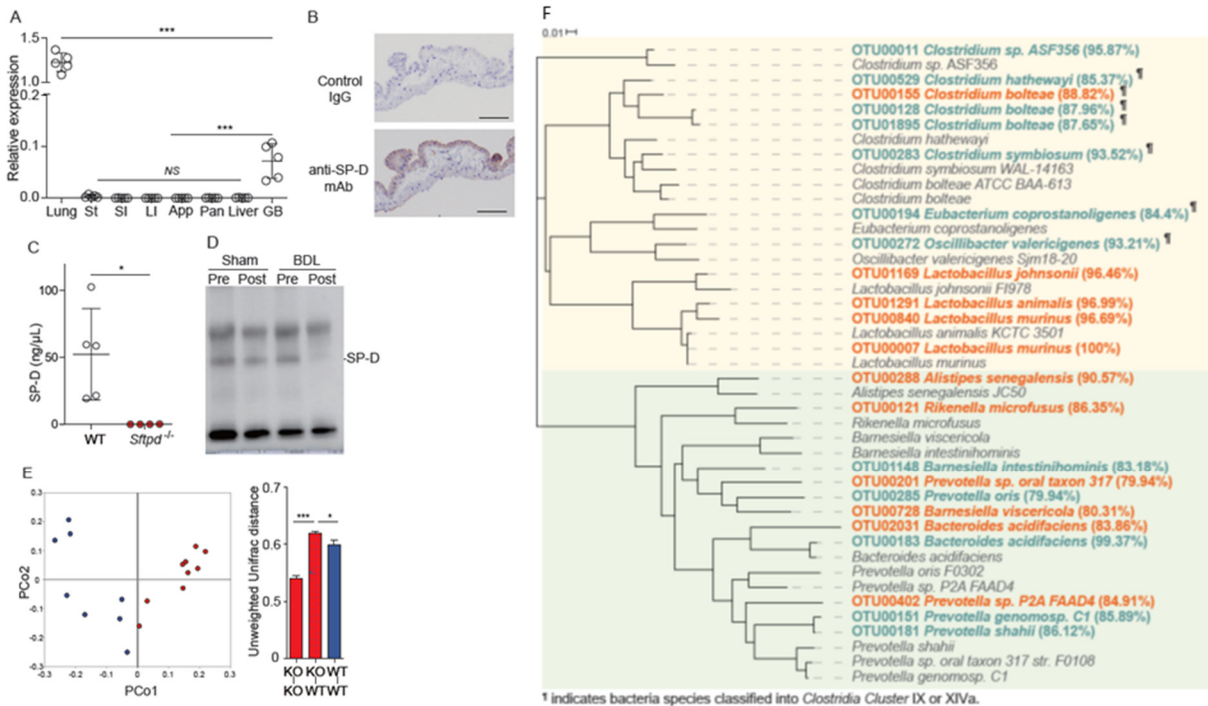 A
***
1.5
1.0
0.2
0.1
0.0
Relative expression
***
NS
Lung St SI LI App Pan Liver GB
B
Control
IgG
anti-SP-D
mAb
C
*
100
50
0
SP-D (ng/μL)
WT Sftpd-/-
D
Sham BDL
Pre Post Pre Post
-SP-D
E
0.3
0.2
0.1
0
-0.1
-0.2
-0.3
PCo2
-0.3 -0.2 -0.1 0 0.1 0.2 0.3
PCo1
Unweighted Unifrac distance
0.7
0.6
0.5
*** *
KO KO WT
KO WT WT
F
0.01
OTU00011 Clostridium sp. ASF356 (95.87%)
Clostridium sp. ASF356
OTU00529 Clostridium hathewayi (85.37%) ¶
OTU00155 Clostridium bolteae (88.82%) ¶
OTU00128 Clostridium bolteae (87.96%) ¶
OTU01895 Clostridium bolteae (87.65%) ¶
Clostridium hathewayi
OTU00283 Clostridium symbiosum (93.52%) ¶
Clostridium symbiosum WAL-14163
Clostridium bolteae ATCC BAA-613
Clostridium bolteae
OTU00194 Eubacterium coprostanoligenes (84.4%) ¶
Eubacterium coprostanoligenes
OTU00272 Oscillibacter valericigenes (93.21%) ¶
Oscillibacter valericigenes Sjm18-20
OTU01169 Lactobacillus johnsonii (96.46%)
Lactobacillus johnsonii FI978
OTU01291 Lactobacillus animalis (96.99%)
OTU00840 Lactobacillus murinus (96.69%)
Lactobacillus animalis KCTC 3501
OTU00007 Lactobacillus murinus (100%)
Lactobacillus murinus
OTU00288 Alistipes senegalensis (90.57%)
Alistipes senegalensis JC50
OTU00121 Rikenella microfusus (86.35%)
Rikenella microfusus
Barnesiella viscericola
Barnesiella intestinihominis
OTU01148 Barnesiella intestinihominis (83.18%)
OTU00201 Prevotella sp. oral taxon 317 (79.94%)
OTU00285 Prevotella oris (79.94%)
OTU00728 Barnesiella viscericola (80.31%)
OTU02031 Bacteroides acidifaciens (83.86%)
OTU00183 Bacteroides acidifaciens (99.37%)
Bacteroides acidifaciens
Prevotella oris F0302
Prevotella sp. P2A FAAD4
OTU00402 Prevotella sp. P2A FAAD4 (84.91%)
OTU00151 Prevotella genomosp. C1 (85.89%)
OTU00181 Prevotella shahii (86.12%)
Prevotella shahii
Prevotella sp. oral taxon 317 str. F0108
Prevotella genomosp. C1
¶ indicates bacteria species classified into Clostridia Cluster IX or XIVa.